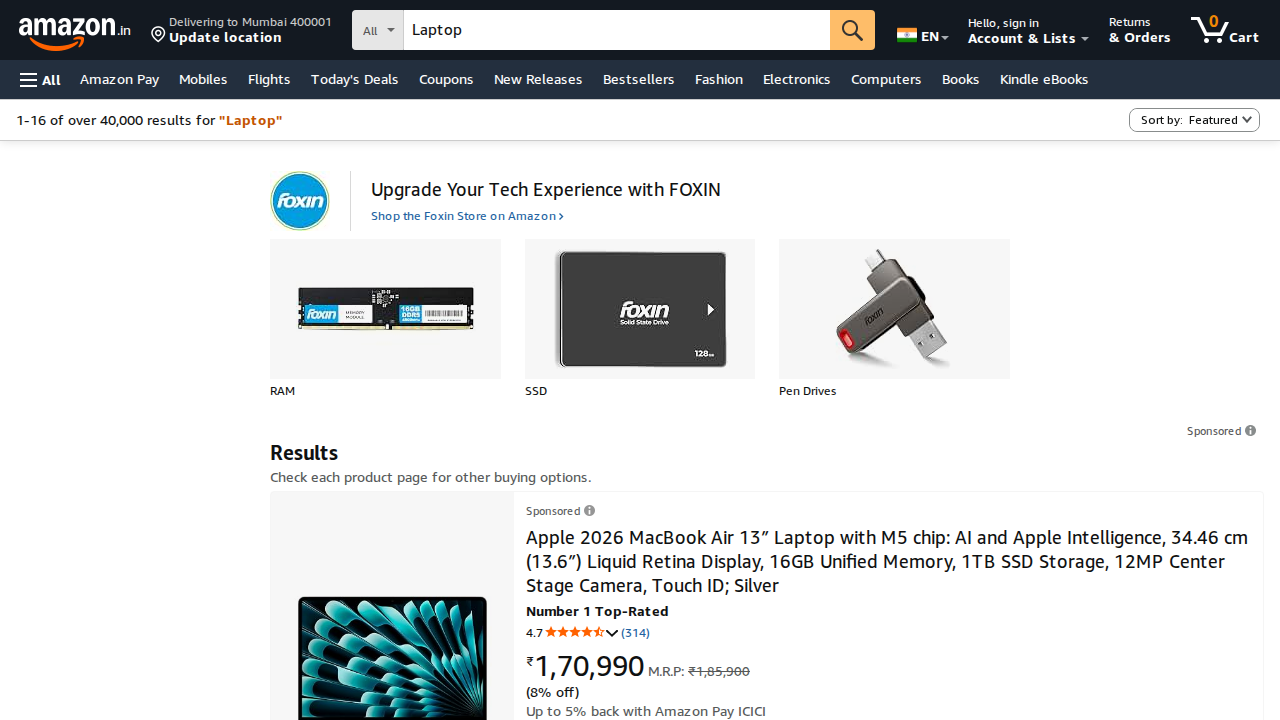 amazon.in
Delivering to Mumbai 400001
Update location
All
Laptop
EN
Hello, sign in
Account & Lists
Returns
& Orders
0
Cart
All
Amazon Pay
Mobiles
Flights
Today's Deals
Coupons
New Releases
Bestsellers
Fashion
Electronics
Computers
Books
Kindle eBooks
1-16 of over 40,000 results for "Laptop"
Sort by: Featured
foxin
Upgrade Your Tech Experience with FOXIN
Shop the Foxin Store on Amazon
foxin
MEMORY
MODULE
16GB
DDR5
foxin
Solid State Drive
128GB
foxin
RAM
SSD
Pen Drives
Sponsored
Results
Check each product page for other buying options.
Sponsored
Apple 2026 MacBook Air 13″ Laptop with M5 chip: AI and Apple Intelligence, 34.46 cm
(13.6″) Liquid Retina Display, 16GB Unified Memory, 1TB SSD Storage, 12MP Center
Stage Camera, Touch ID; Silver
Number 1 Top-Rated
4.7 (314)
₹1,70,990 M.R.P: ₹1,85,900
(8% off)
Up to 5% back with Amazon Pay ICICI